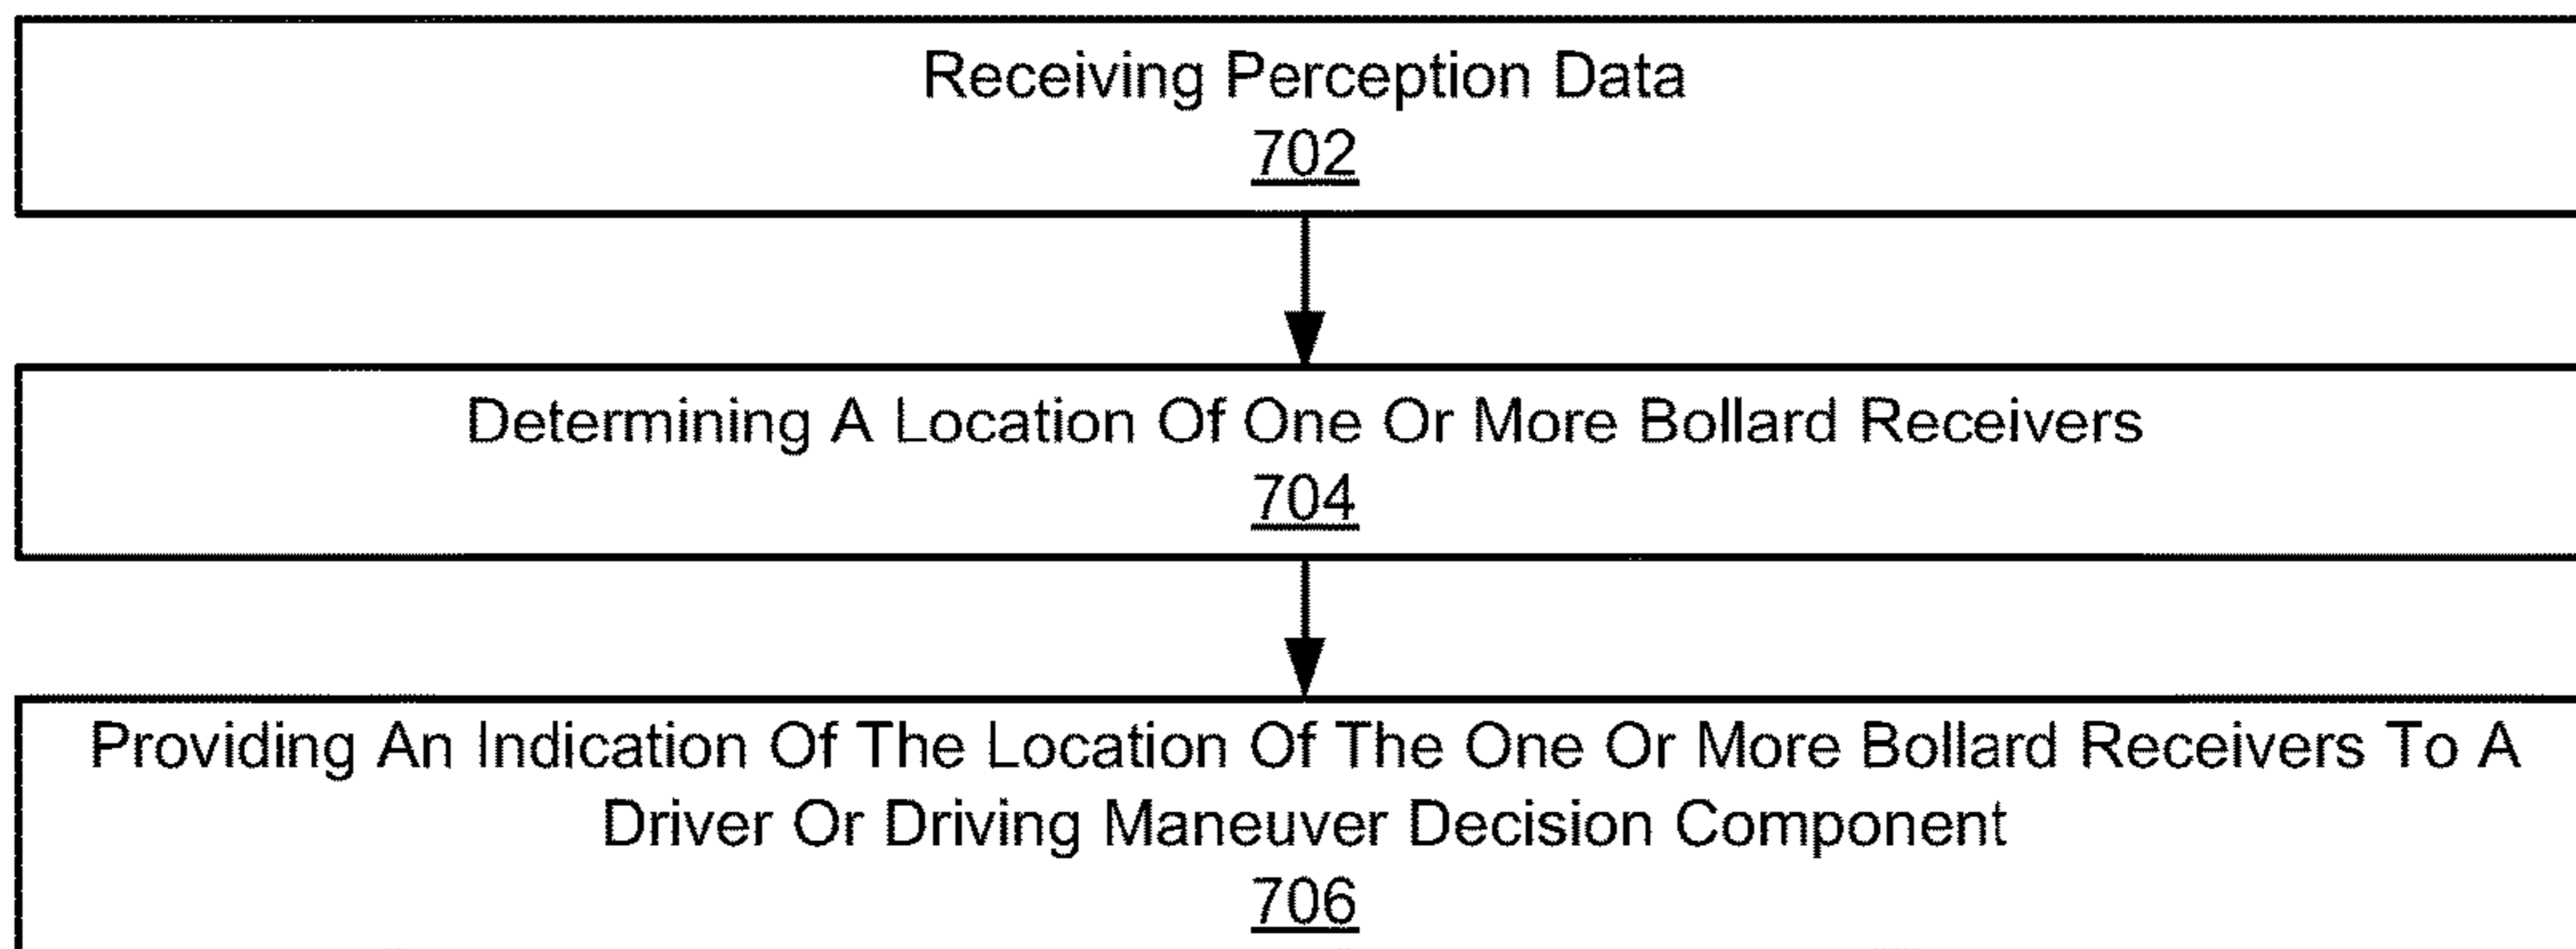 Receiving Perception Data
702
Determining A Location Of One Or More Bollard Receivers
704
Providing An Indication Of The Location Of The One Or More Bollard Receivers To A
Driver Or Driving Maneuver Decision Component
706